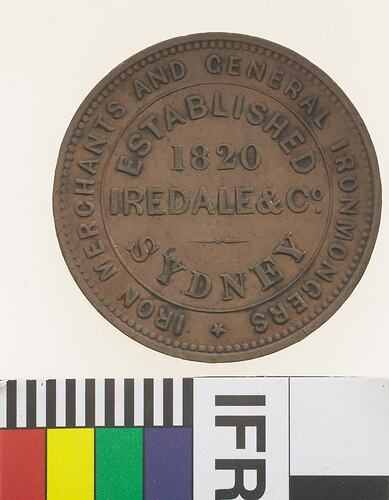 IRON MERCHANTS AND GENERAL IRONMONGERS
ESTABLISHED
1820
IREDALE & Co.
SYDNEY
IFR